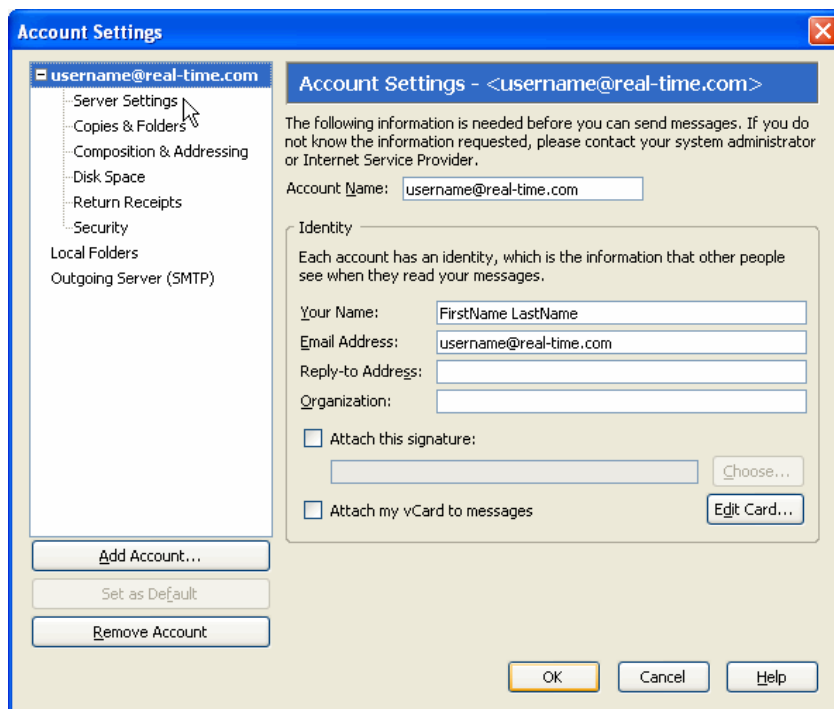 Account Settings
username@real-time.com
Server Settings
Copies & Folders
Composition & Addressing
Disk Space
Return Receipts
Security
Local Folders
Outgoing Server (SMTP)
Add Account...
Set as Default
Remove Account
Account Settings - <username@real-time.com>
The following information is needed before you can send messages. If you do
not know the information requested, please contact your system administrator
or Internet Service Provider.
Account Name: username@real-time.com
Identity
Each account has an identity, which is the information that other people
see when they read your messages.
Your Name: FirstName LastName
Email Address: username@real-time.com
Reply-to Address:
Organization:
Attach this signature:
Choose...
Attach my vCard to messages Edit Card...
OK Cancel Help